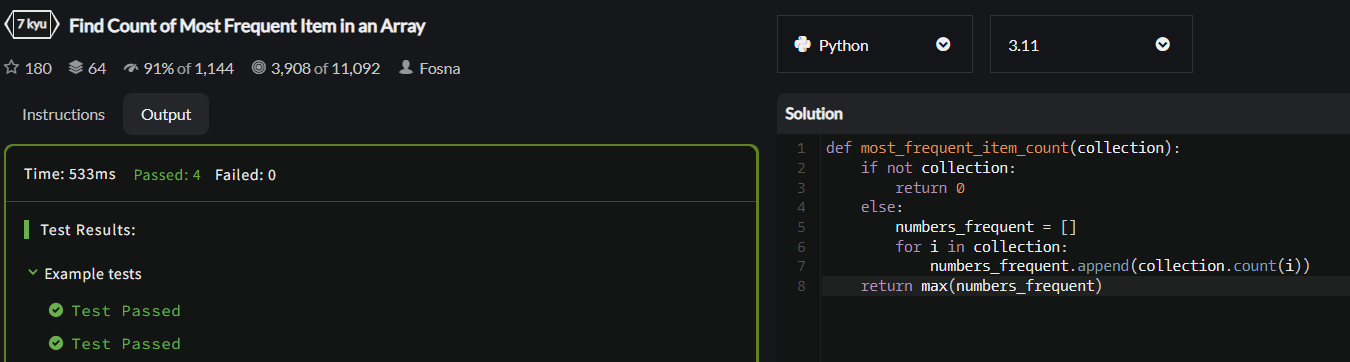 7 kyu Find Count of Most Frequent Item in an Array
180 64 91% of 1,144 3,908 of 11,092 Fosna
Instructions Output
Time: 533ms Passed: 4 Failed: 0
Test Results:
Example tests
Test Passed
Test Passed
Python 3.11
Solution
1 def most_frequent_item_count(collection):
2     if not collection:
3         return 0
4     else:
5         numbers_frequent = []
6         for i in collection:
7             numbers_frequent.append(collection.count(i))
8     return max(numbers_frequent)